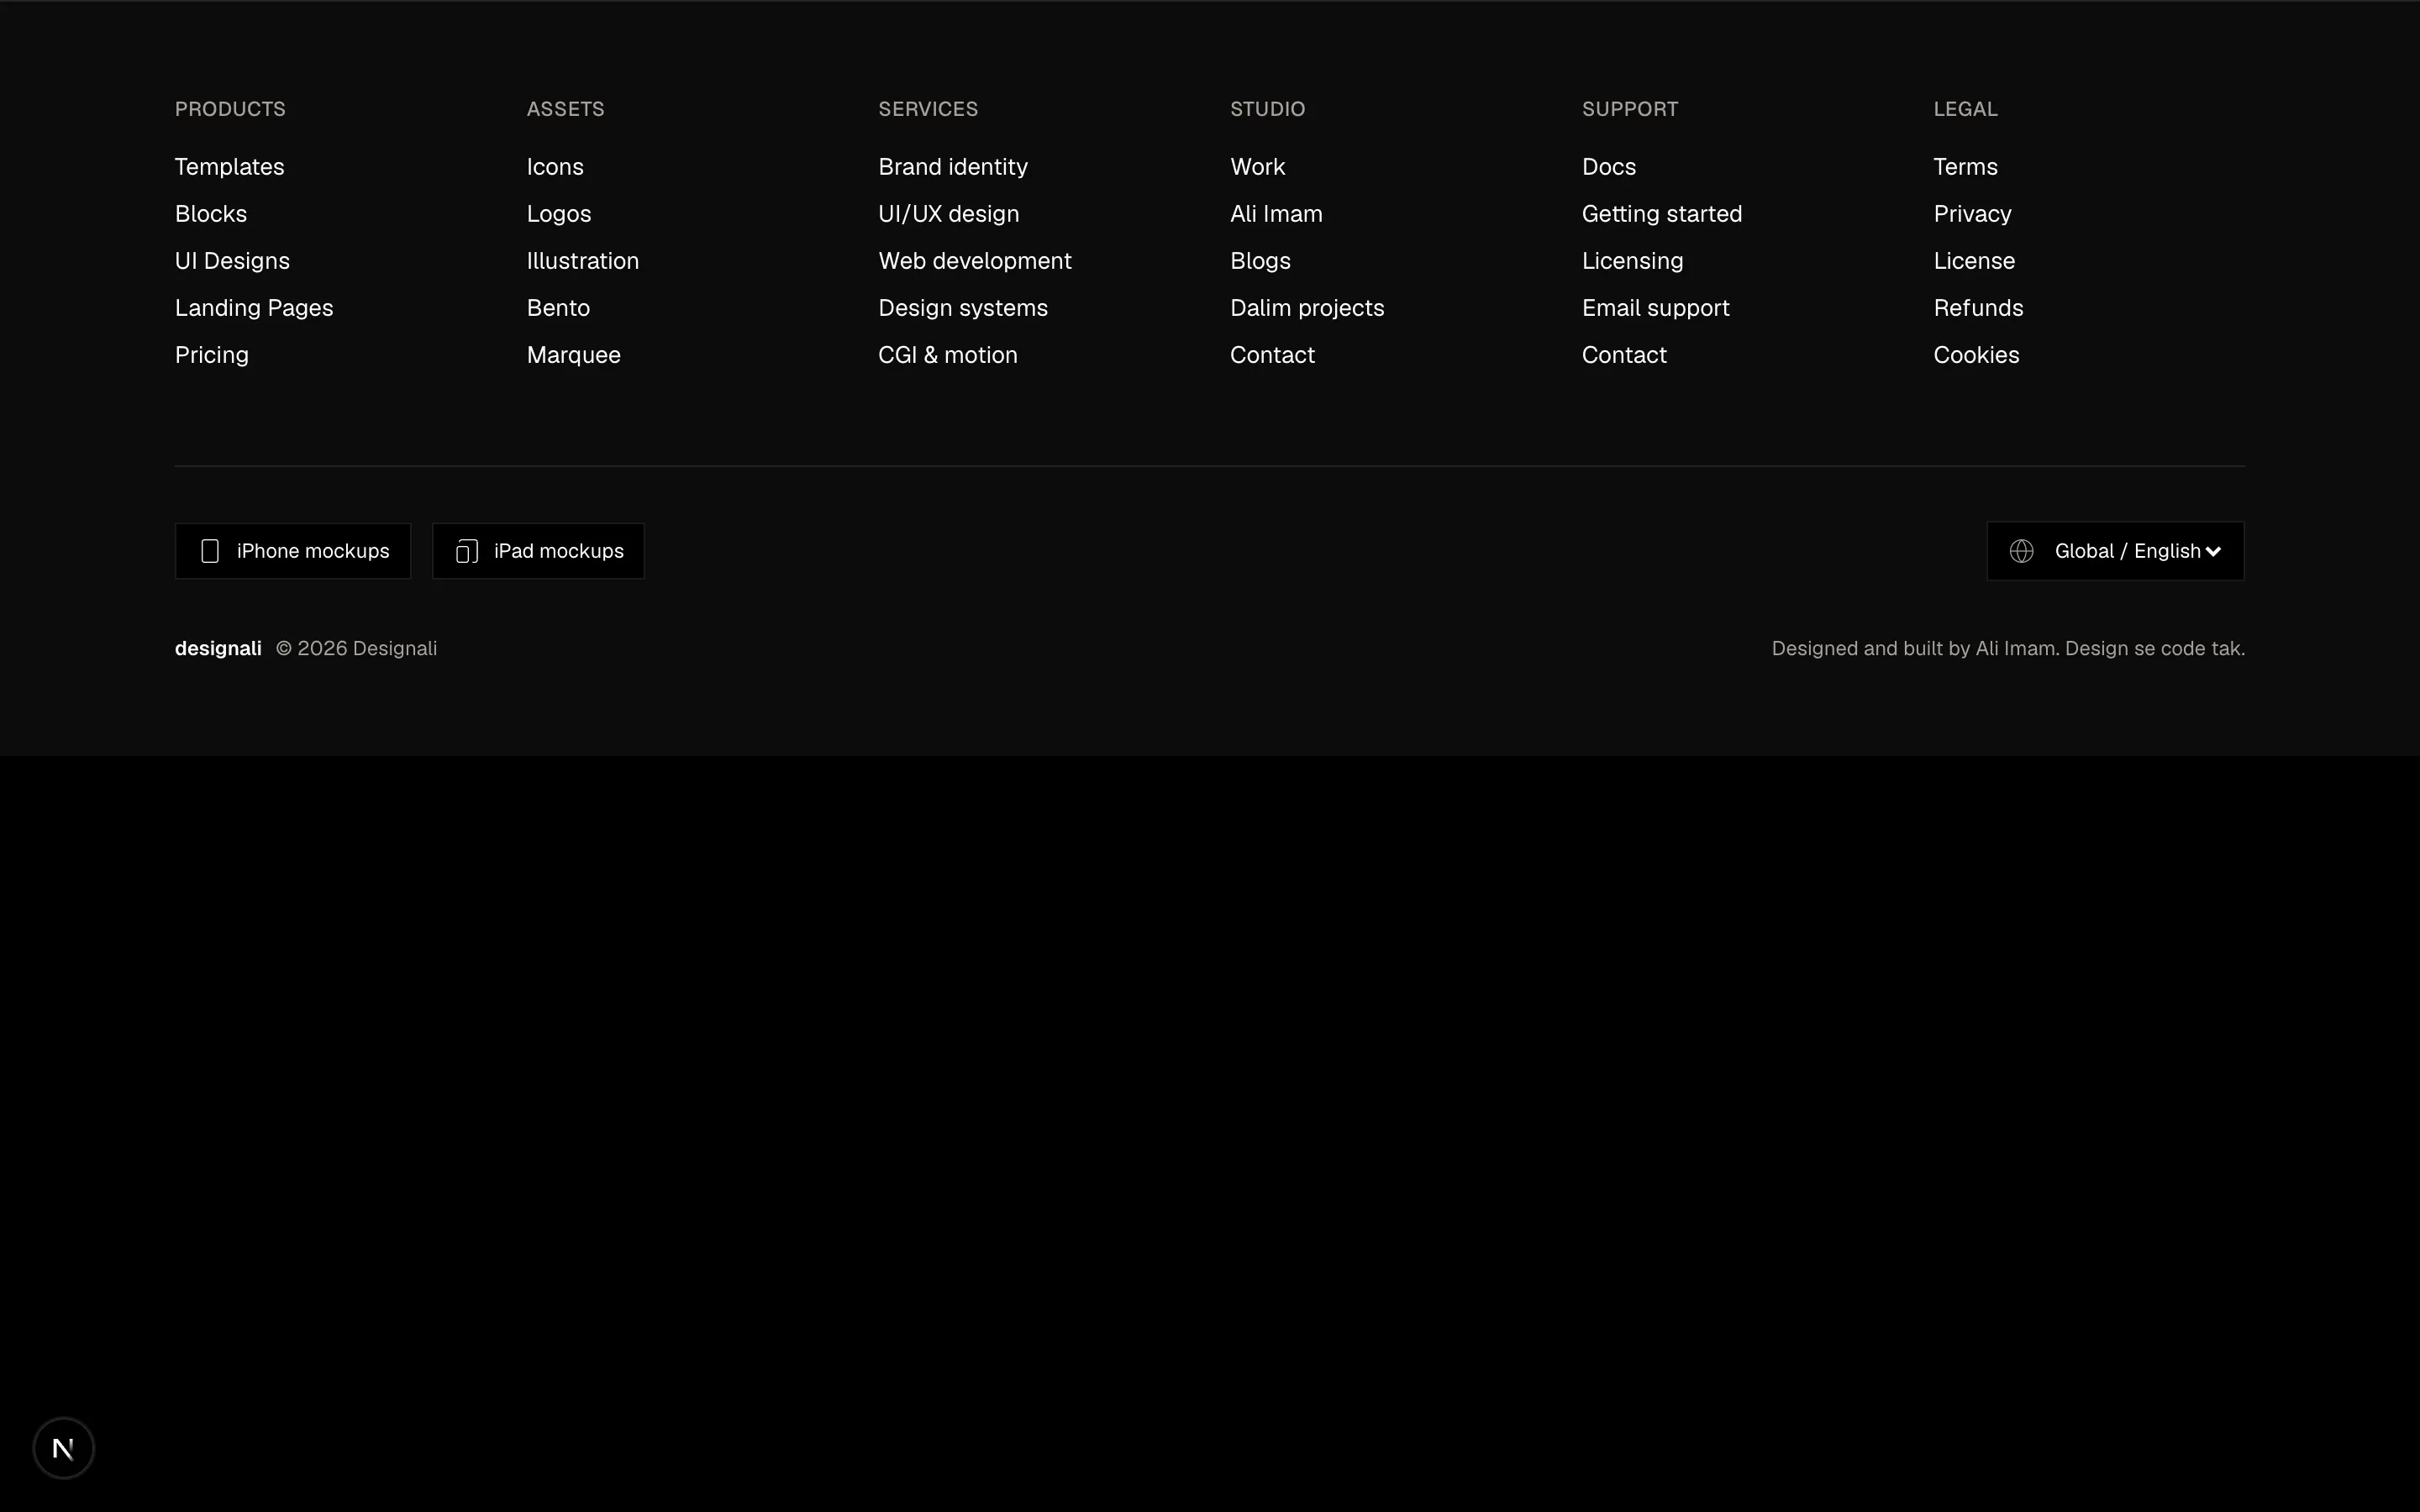 PRODUCTS
Templates
Blocks
UI Designs
Landing Pages
Pricing
ASSETS
Icons
Logos
Illustration
Bento
Marquee
SERVICES
Brand identity
UI/UX design
Web development
Design systems
CGI & motion
STUDIO
Work
Ali Imam
Blogs
Dalim projects
Contact
SUPPORT
Docs
Getting started
Licensing
Email support
Contact
LEGAL
Terms
Privacy
License
Refunds
Cookies
iPhone mockups
iPad mockups
Global / English
designali © 2026 Designali
Designed and built by Ali Imam. Design se code tak.
N